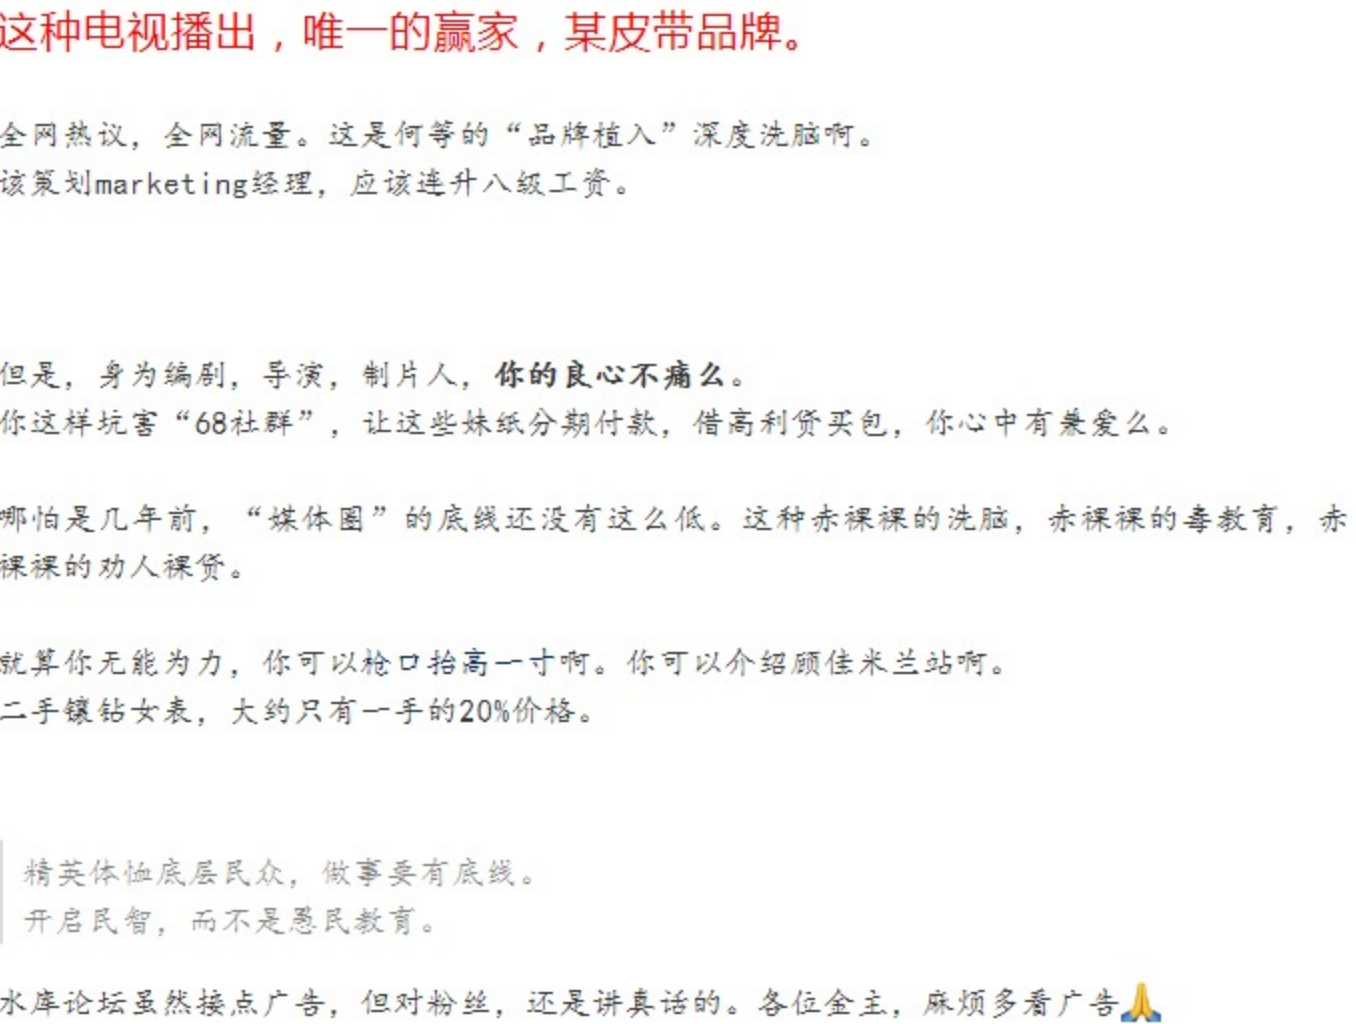 这种电视播出，唯一的赢家，某皮带品牌。
全网热议，全网流量。这是何等的“品牌植入”深度洗脑啊。
该策划marketing经理，应该连升八级工资。
但是，身为编剧，导演，制片人，你的良心不痛么。
你这样坑害“68社群”，让这些妹纸分期付款，借高利贷买包，你心中有兼爱么。
哪怕是几年前，“媒体圈”的底线还没有这么低。这种赤裸裸的洗脑，赤裸裸的毒教育，赤
裸裸的劝人裸贷。
就算你无能为力，你可以枪口抬高一寸啊。你可以介绍顾佳米兰站啊。
二手镶钻女表，大约只有一手的20%价格。
精英体恤底层民众，做事要有底线。
开启民智，而不是愚民教育。
水库论坛虽然接点广告，但对粉丝，还是讲真话的。各位金主，麻烦多看广告🙏